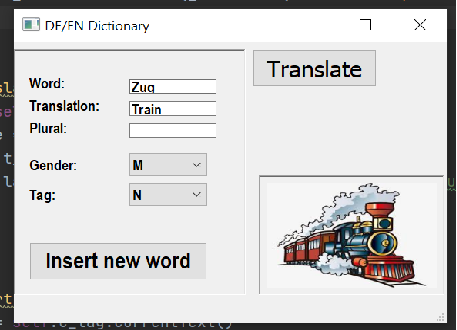 DE/EN Dictionary
Word: Zug
Translation: Train
Plural:
Gender: M
Tag: N
Insert new word
Translate
= self.c_tag.currentText()